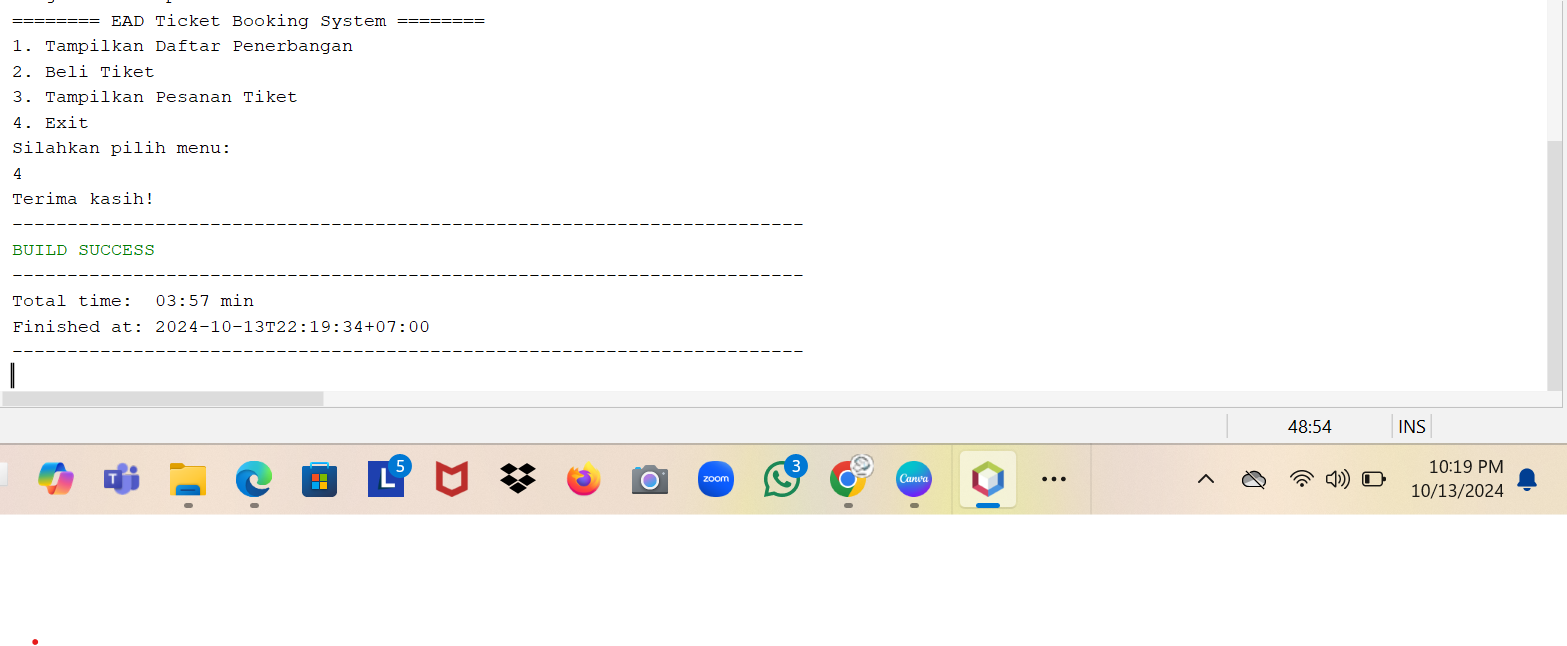 ======== EAD Ticket Booking System ========
1. Tampilkan Daftar Penerbangan
2. Beli Tiket
3. Tampilkan Pesanan Tiket
4. Exit
Silahkan pilih menu:
4
Terima kasih!
------------------------------------------------------------------------
BUILD SUCCESS
------------------------------------------------------------------------
Total time:  03:57 min
Finished at: 2024-10-13T22:19:34+07:00
------------------------------------------------------------------------
48:54 INS
T L 5 zoom 3 Canva 10:19 PM
10/13/2024